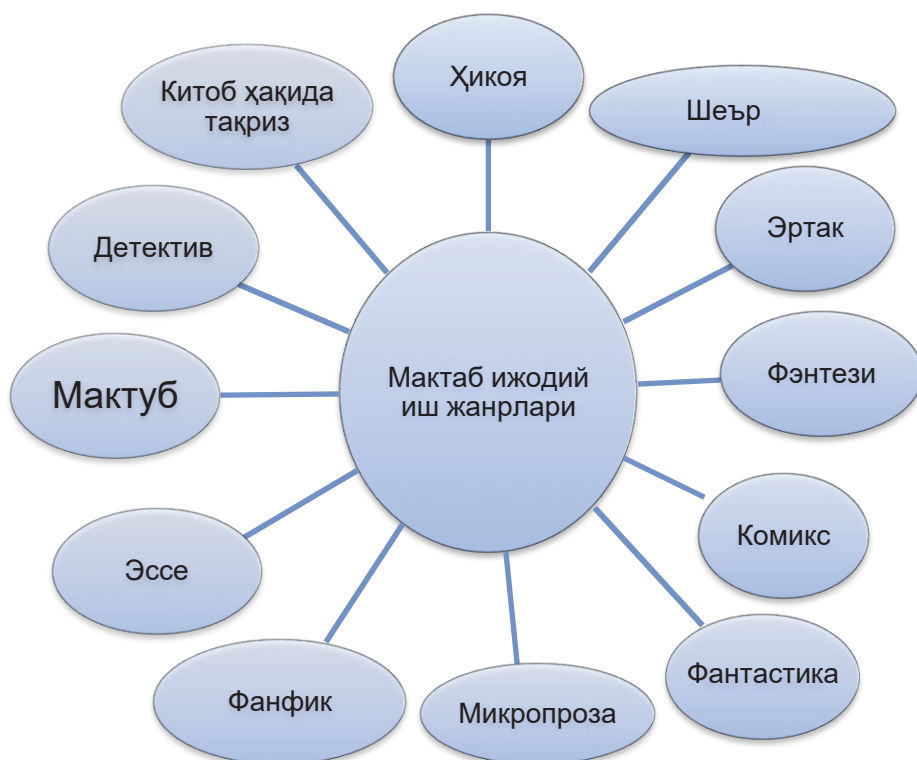 Ҳикоя
Китоб ҳақида
тақриз
Шеър
Эртак
Детектив
Фэнтези
Мактаб ижодий
иш жанрлари
Мактуб
Комикс
Эссе
Фантастика
Фанфик
Микропроза